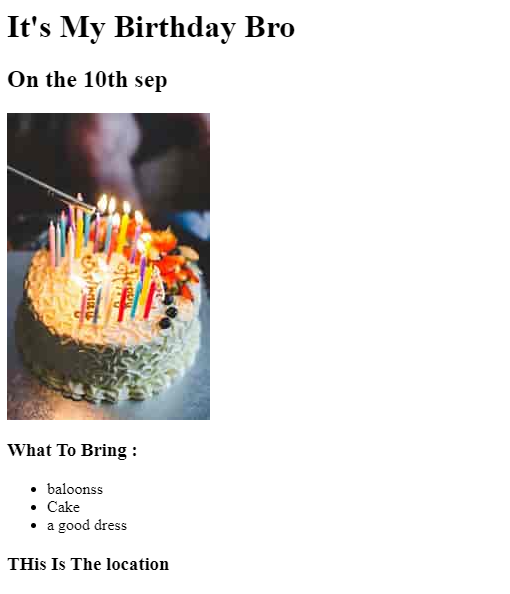 It's My Birthday Bro
On the 10th sep
What To Bring :
baloonss
Cake
a good dress
THis Is The location